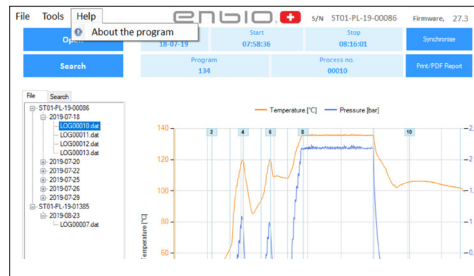 File Tools Help
About the program
enbio.
S/N ST01-PL-19-00086 Firmware, 27.3
Open
18-07-19
Start
07:58:36
Stop
08:16:01
Synchronise
Search
Program
134
Process no.
00010
Print/PDF Report
File Search
ST01-PL-19-00086
2019-07-18
LOG00010.dat
LOG00011.dat
LOG00012.dat
LOG00013.dat
2019-07-20
2019-07-22
2019-07-25
2019-07-26
2019-07-29
ST01-PL-19-01385
2019-08-23
LOG00007.dat
Temperature [°C] Pressure [bar]
2 4 6 8 10
140
120
100
80
60